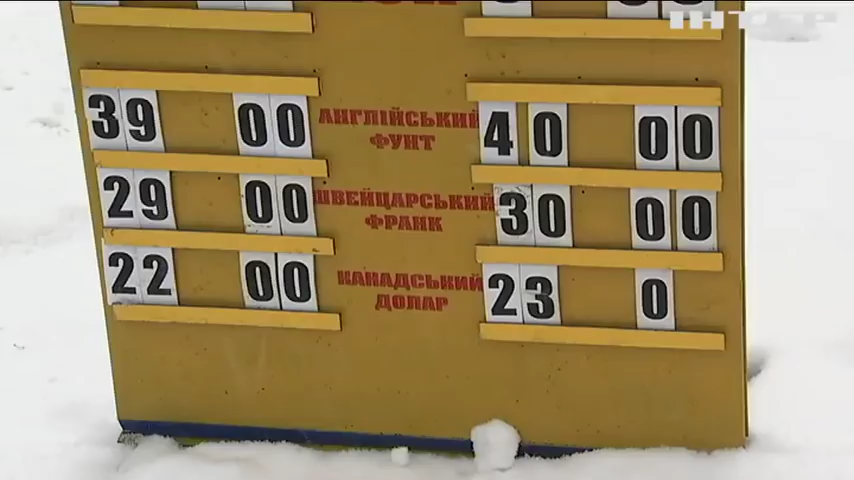 ІНТЕР
39 00 АНГЛІЙСЬКИЙ ФУНТ 40 00
29 00 ШВЕЙЦАРСЬКИЙ ФРАНК 30 00
22 00 КАНАДСЬКИЙ ДОЛАР 23 0